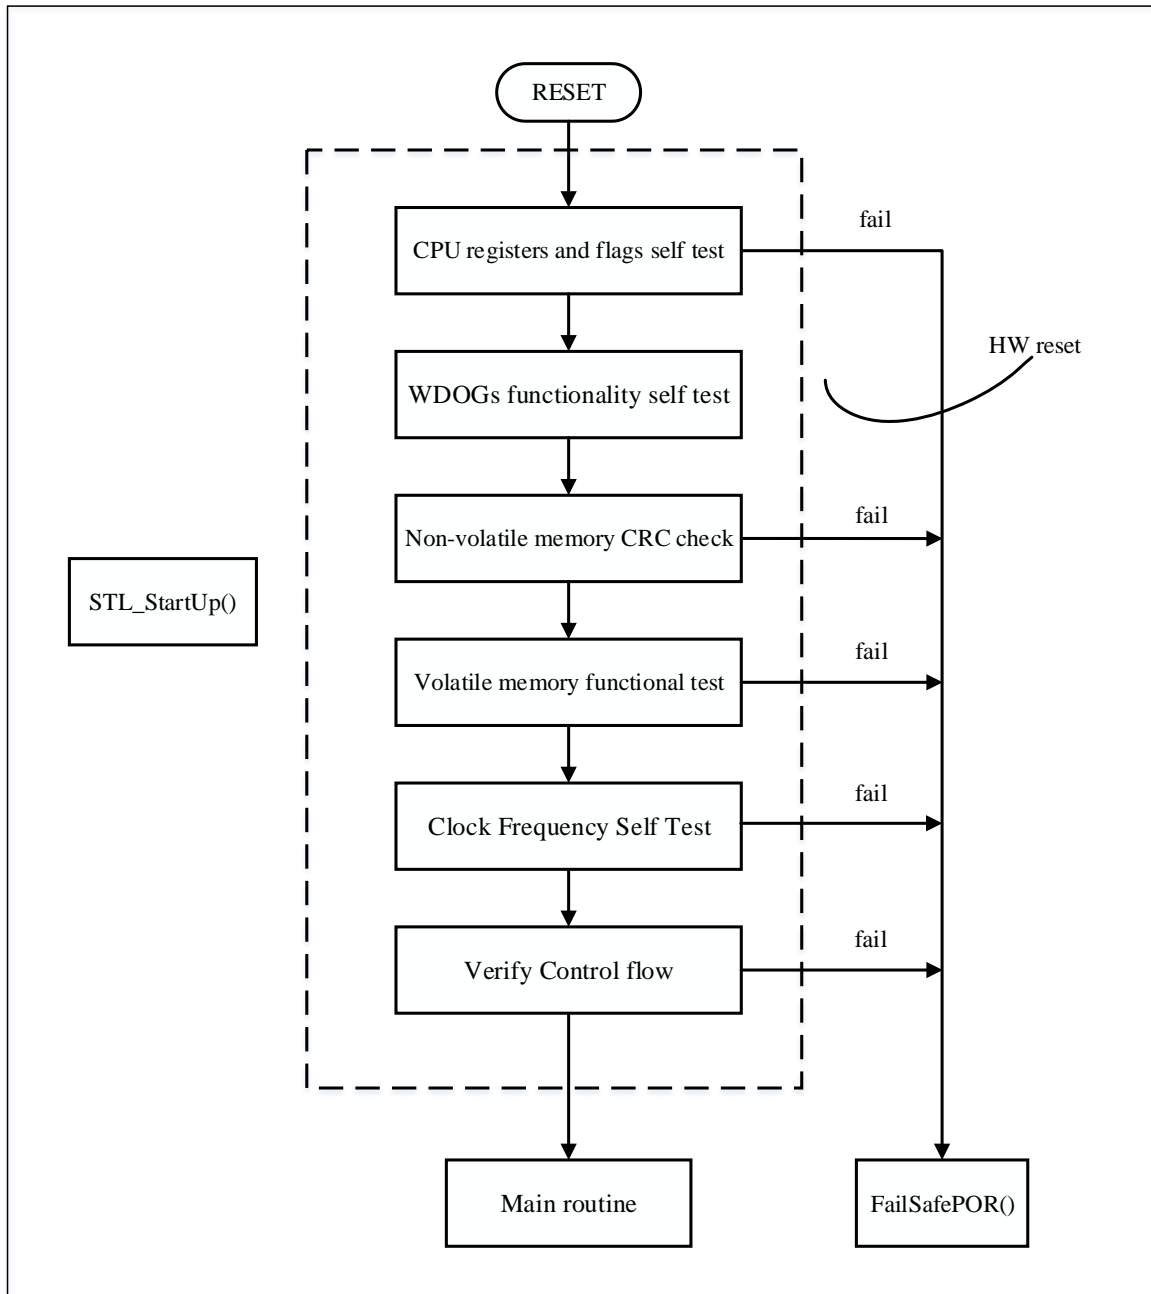 RESET
CPU registers and flags self test
fail
HW reset
WDOGs functionality self test
Non-volatile memory CRC check
fail
STL_StartUp()
Volatile memory functional test
fail
Clock Frequency Self Test
fail
Verify Control flow
fail
Main routine
FailSafePOR()